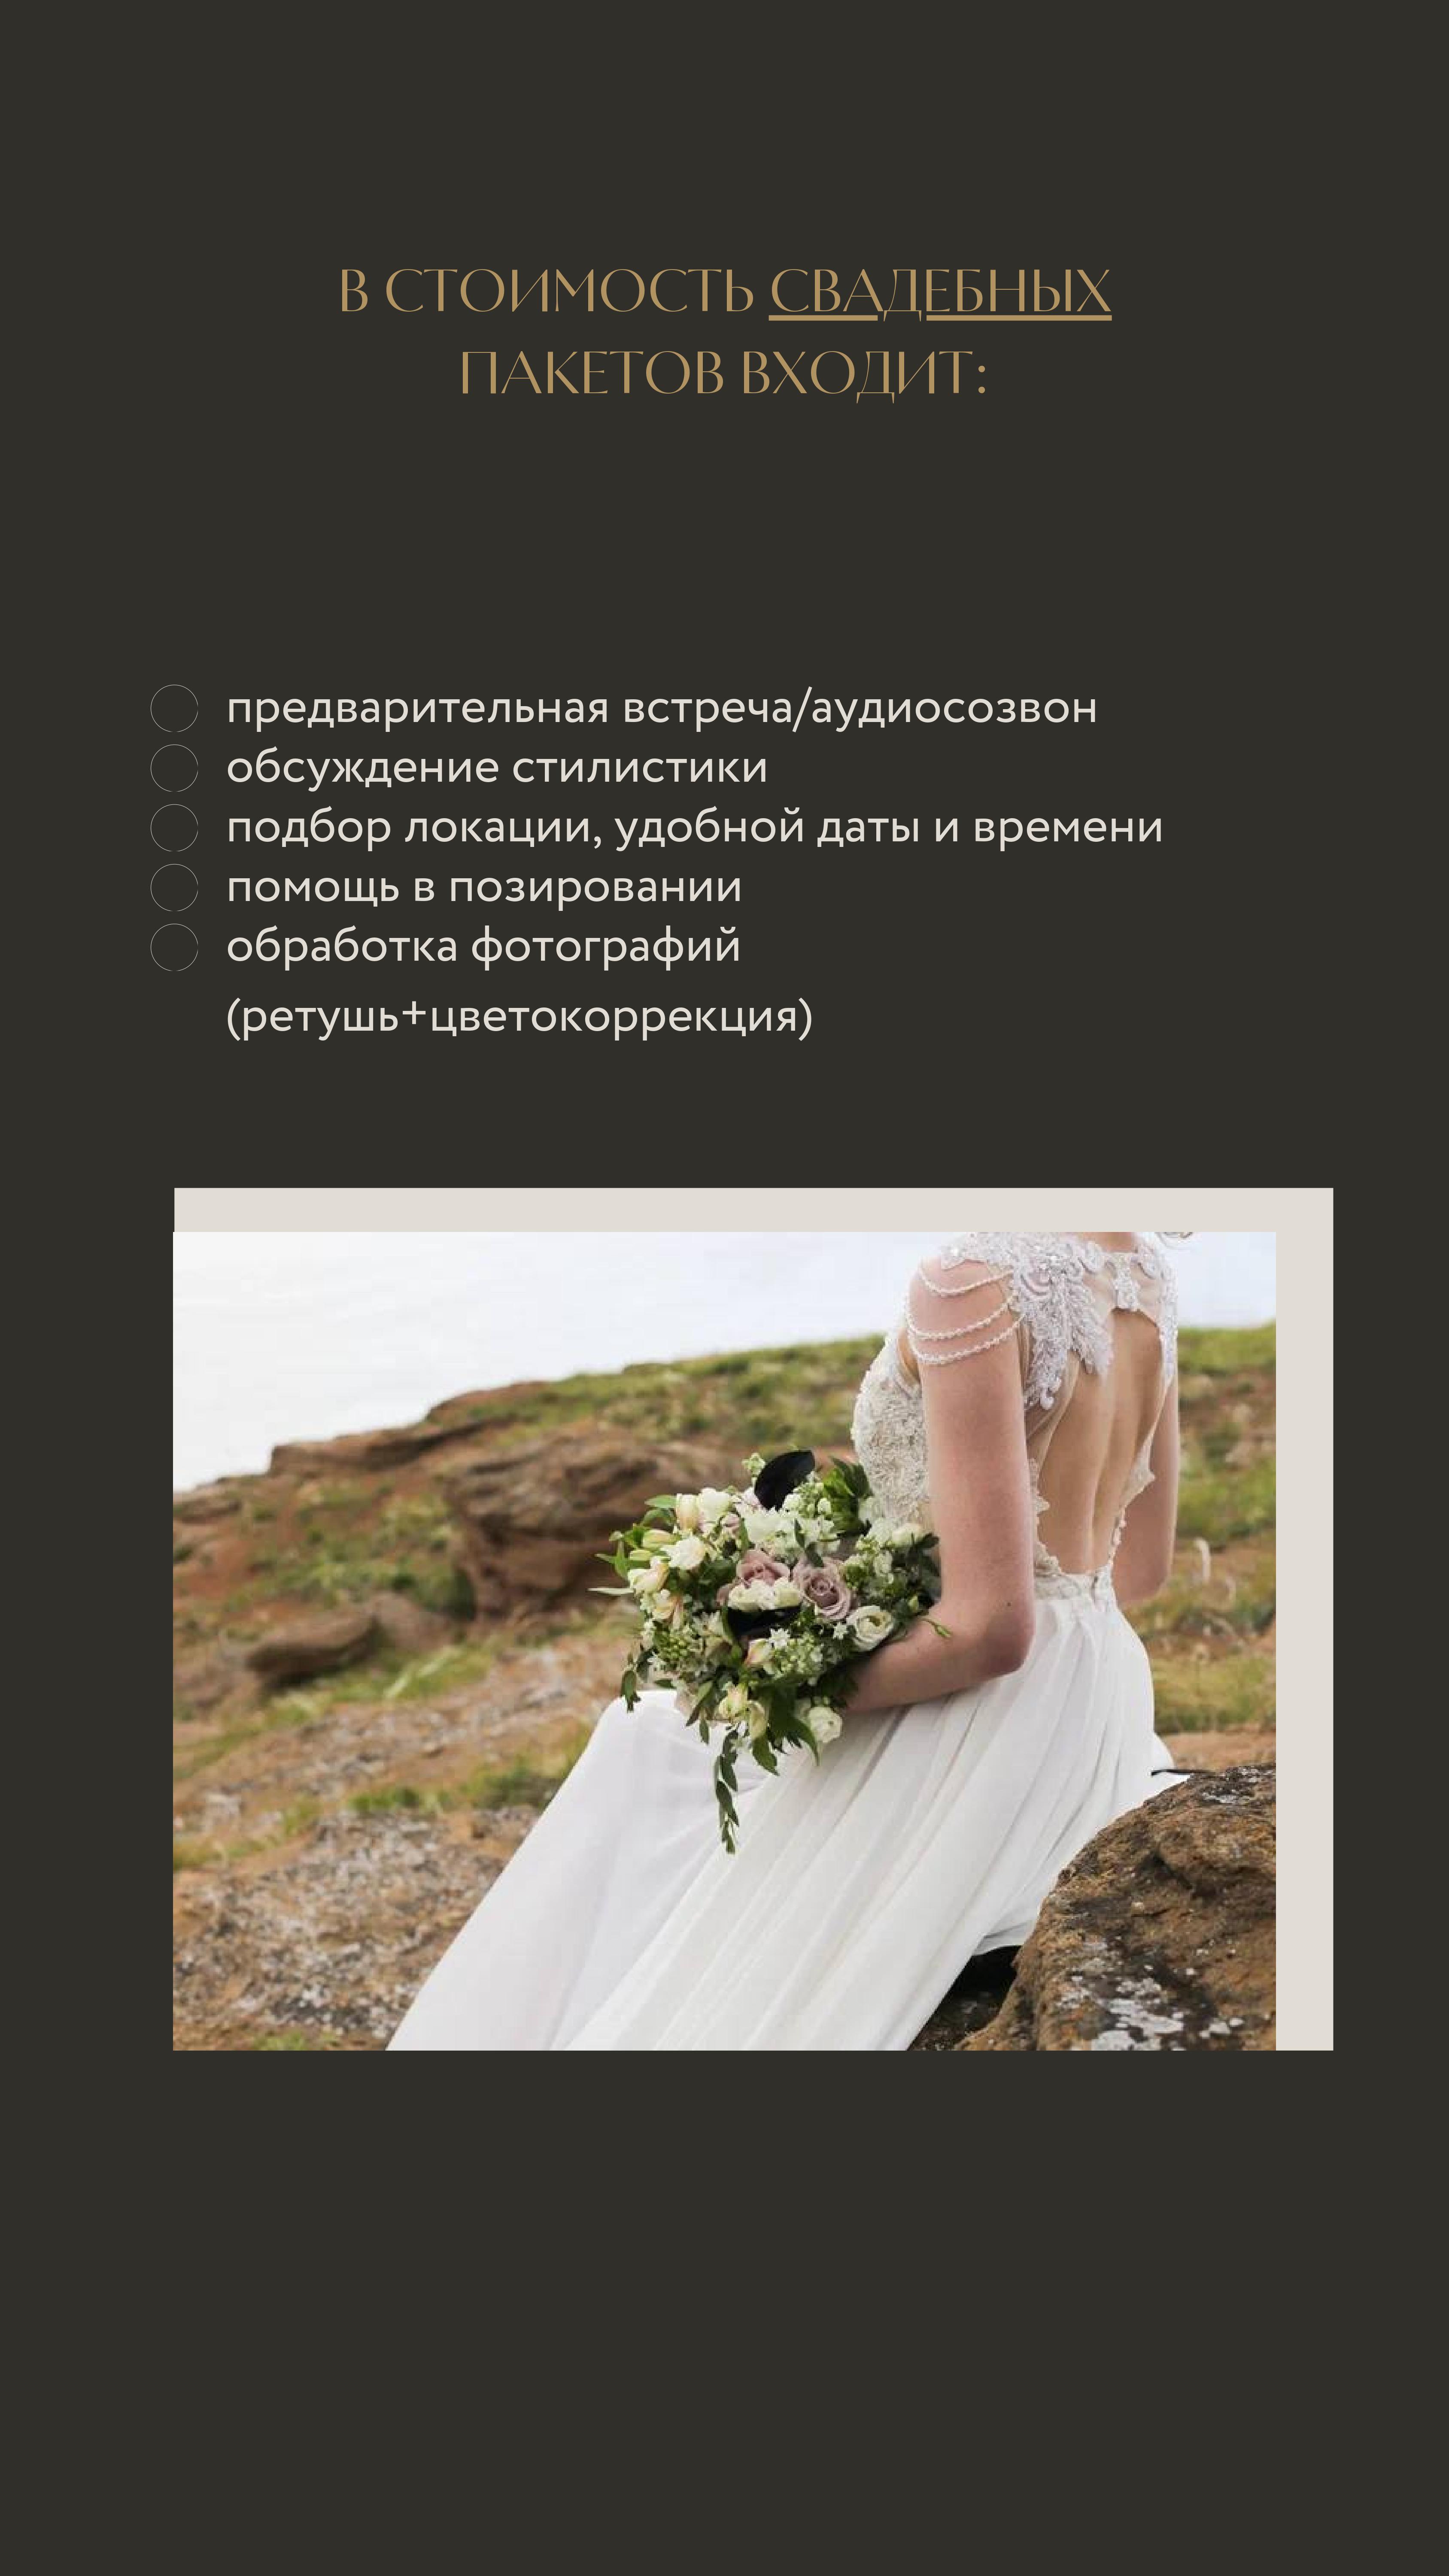 В СТОИМОСТЬ СВАДЕБНЫХ
ПАКЕТОВ ВХОДИТ:
предварительная встреча/аудиосозвон
обсуждение стилистики
подбор локации, удобной даты и времени
помощь в позировании
обработка фотографий
(ретушь+цветокоррекция)